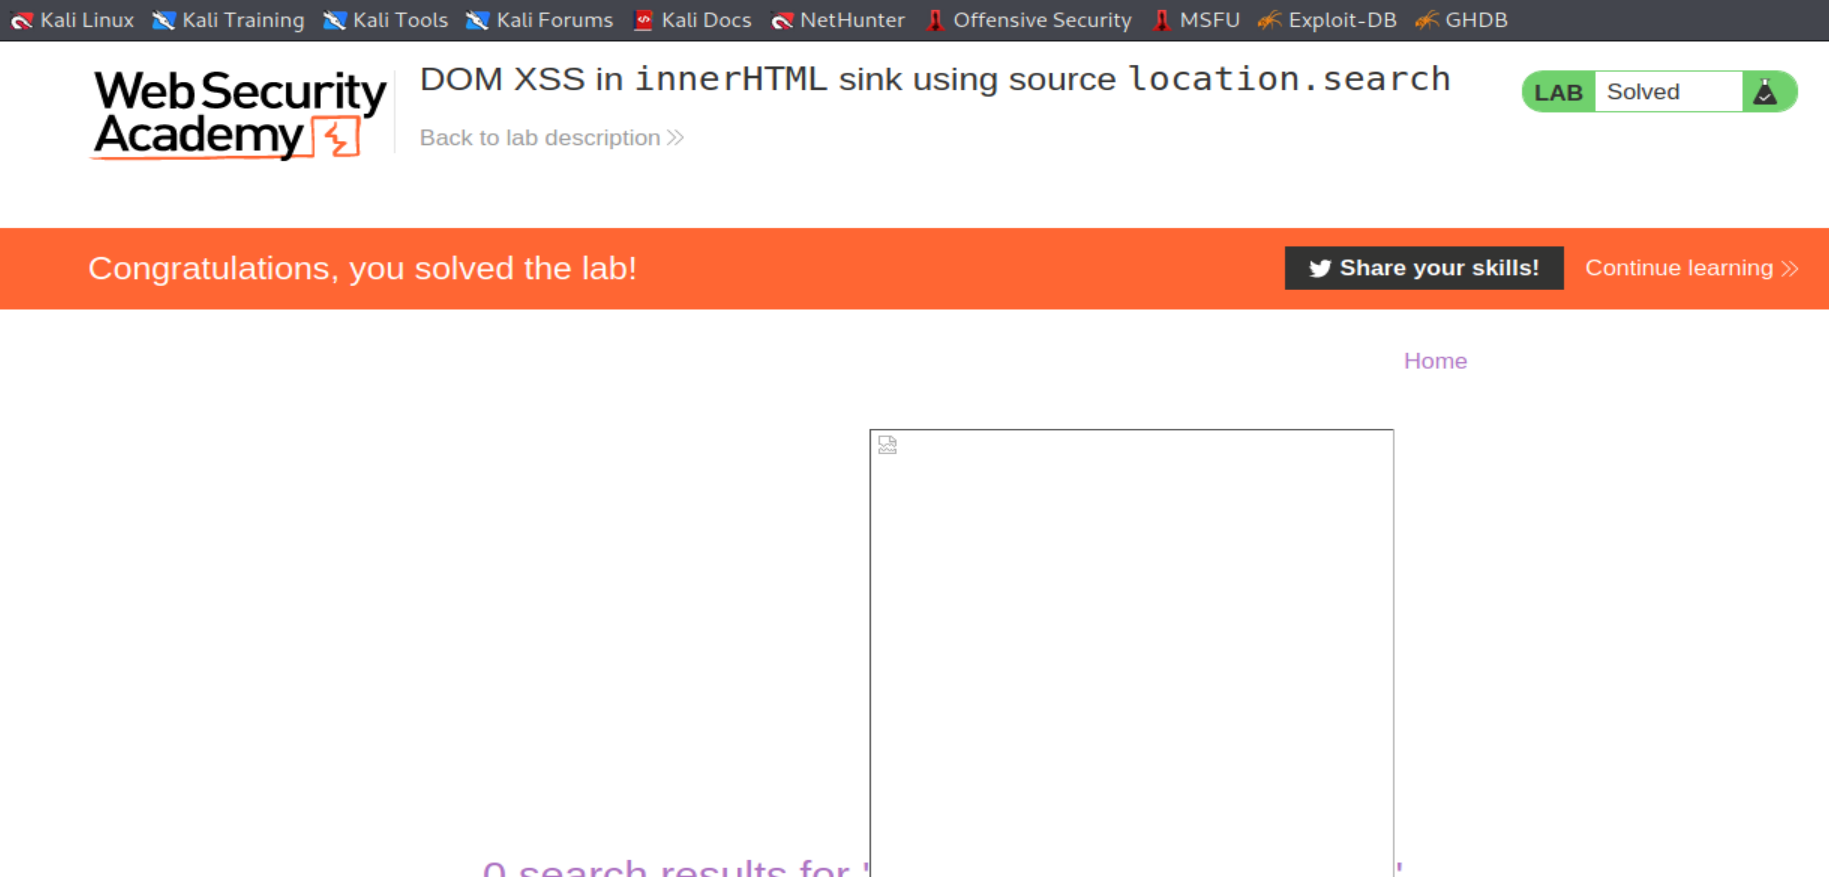 Kali Linux Kali Training Kali Tools Kali Forums Kali Docs NetHunter Offensive Security MSFU Exploit-DB GHDB
Web Security
Academy
DOM XSS in innerHTML sink using source location.search
Back to lab description
LAB Solved
Congratulations, you solved the lab!
Share your skills! Continue learning
Home
0 search results for ' '